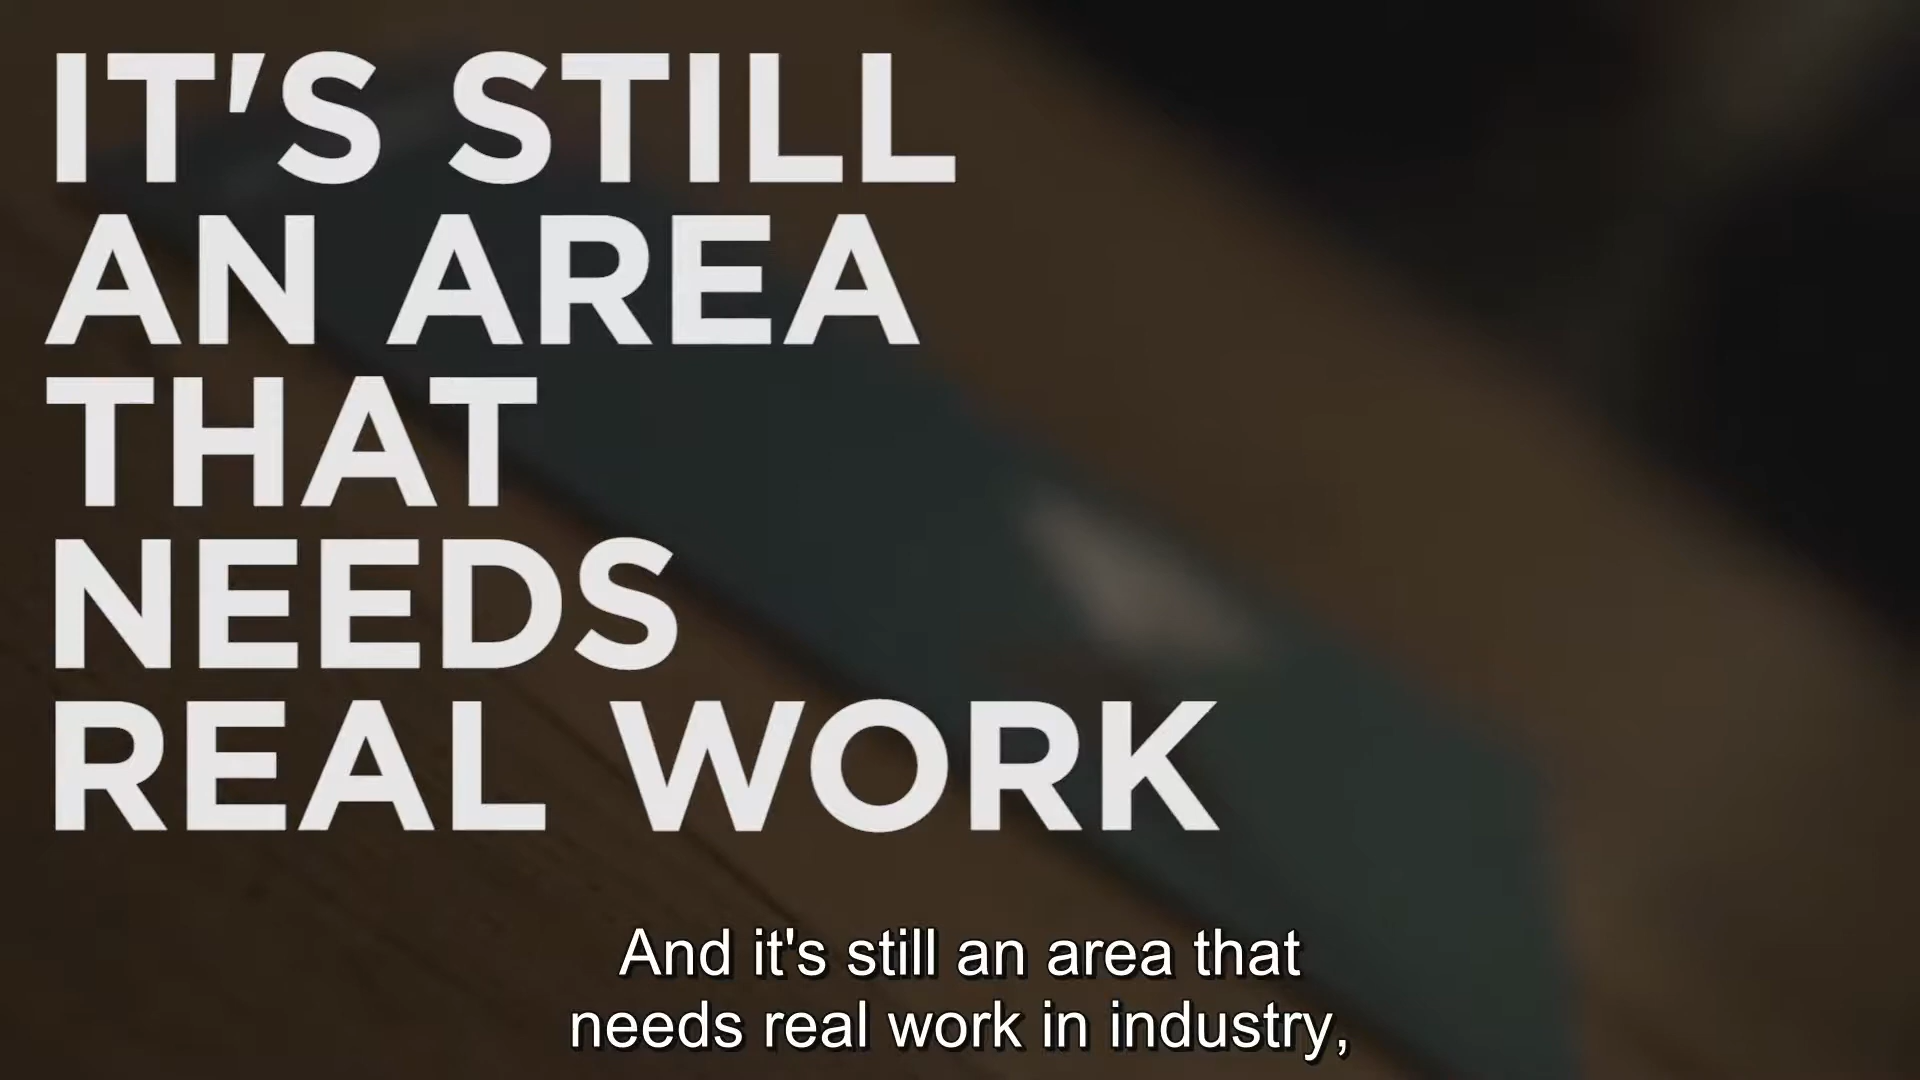 IT'S STILL
AN AREA
THAT
NEEDS
REAL WORK
And it's still an area that
needs real work in industry,